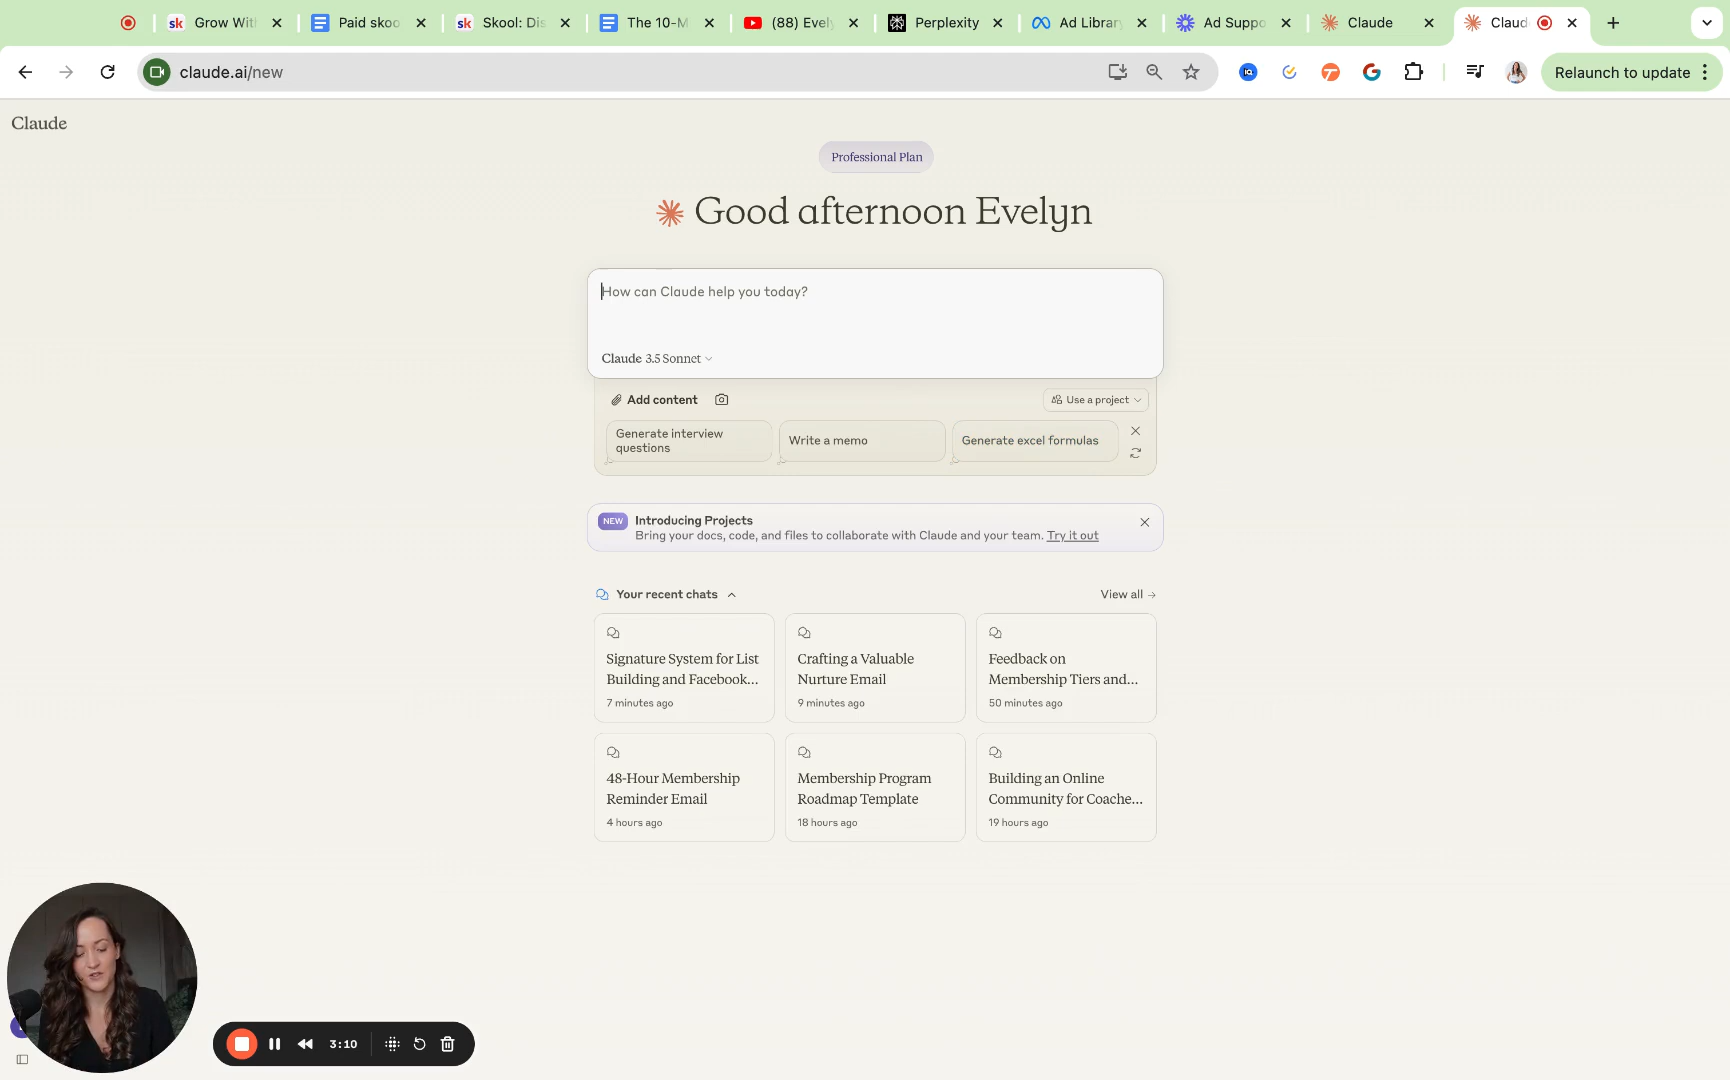 Grow Wit
Paid skoo
Skool: Dis
The 10-M
(88) Evely
Perplexity
Ad Library
Ad Suppo
Claude
Claud
claude.ai/new
Relaunch to update
Claude
Professional Plan
Good afternoon Evelyn
How can Claude help you today?
Claude 3.5 Sonnet
Add content
Use a project
Generate interview
questions
Write a memo
Generate excel formulas
NEW
Introducing Projects
Bring your docs, code, and files to collaborate with Claude and your team. Try it out
Your recent chats
View all →
Signature System for List
Building and Facebook...
7 minutes ago
Crafting a Valuable
Nurture Email
9 minutes ago
Feedback on
Membership Tiers and...
50 minutes ago
48-Hour Membership
Reminder Email
4 hours ago
Membership Program
Roadmap Template
18 hours ago
Building an Online
Community for Coache...
19 hours ago
3:10